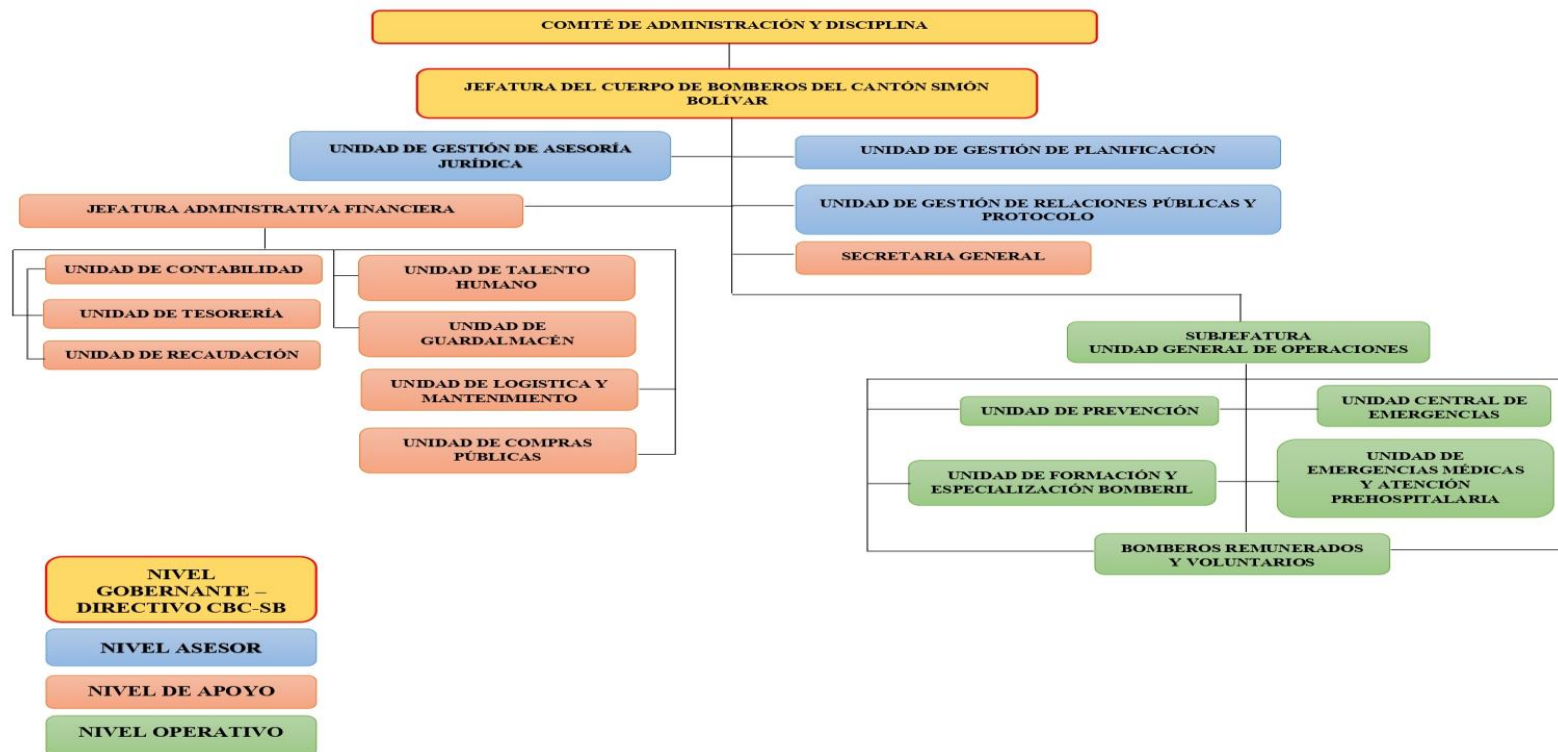 COMITÉ DE ADMINISTRACIÓN Y DISCIPLINA
JEFATURA DEL CUERPO DE BOMBEROS DEL CANTÓN SIMÓN
BOLÍVAR
UNIDAD DE GESTIÓN DE ASESORÍA
JURÍDICA
UNIDAD DE GESTIÓN DE PLANIFICACIÓN
JEFATURA ADMINISTRATIVA FINANCIERA
UNIDAD DE GESTIÓN DE RELACIONES PÚBLICAS Y
PROTOCOLO
SECRETARIA GENERAL
UNIDAD DE CONTABILIDAD
UNIDAD DE TESORERÍA
UNIDAD DE RECAUDACIÓN
UNIDAD DE TALENTO
HUMANO
UNIDAD DE
GUARDALMACÉN
UNIDAD DE LOGISTICA Y
MANTENIMIENTO
UNIDAD DE COMPRAS
PÚBLICAS
SUBJEFATURA
UNIDAD GENERAL DE OPERACIONES
UNIDAD DE PREVENCIÓN
UNIDAD CENTRAL DE
EMERGENCIAS
UNIDAD DE FORMACIÓN Y
ESPECIALIZACIÓN BOMBERIL
UNIDAD DE
EMERGENCIAS MÉDICAS
Y ATENCIÓN
PREHOSPITALARIA
BOMBEROS REMUNERADOS
Y VOLUNTARIOS
NIVEL
GOBERNANTE –
DIRECTIVO CBC-SB
NIVEL ASESOR
NIVEL DE APOYO
NIVEL OPERATIVO